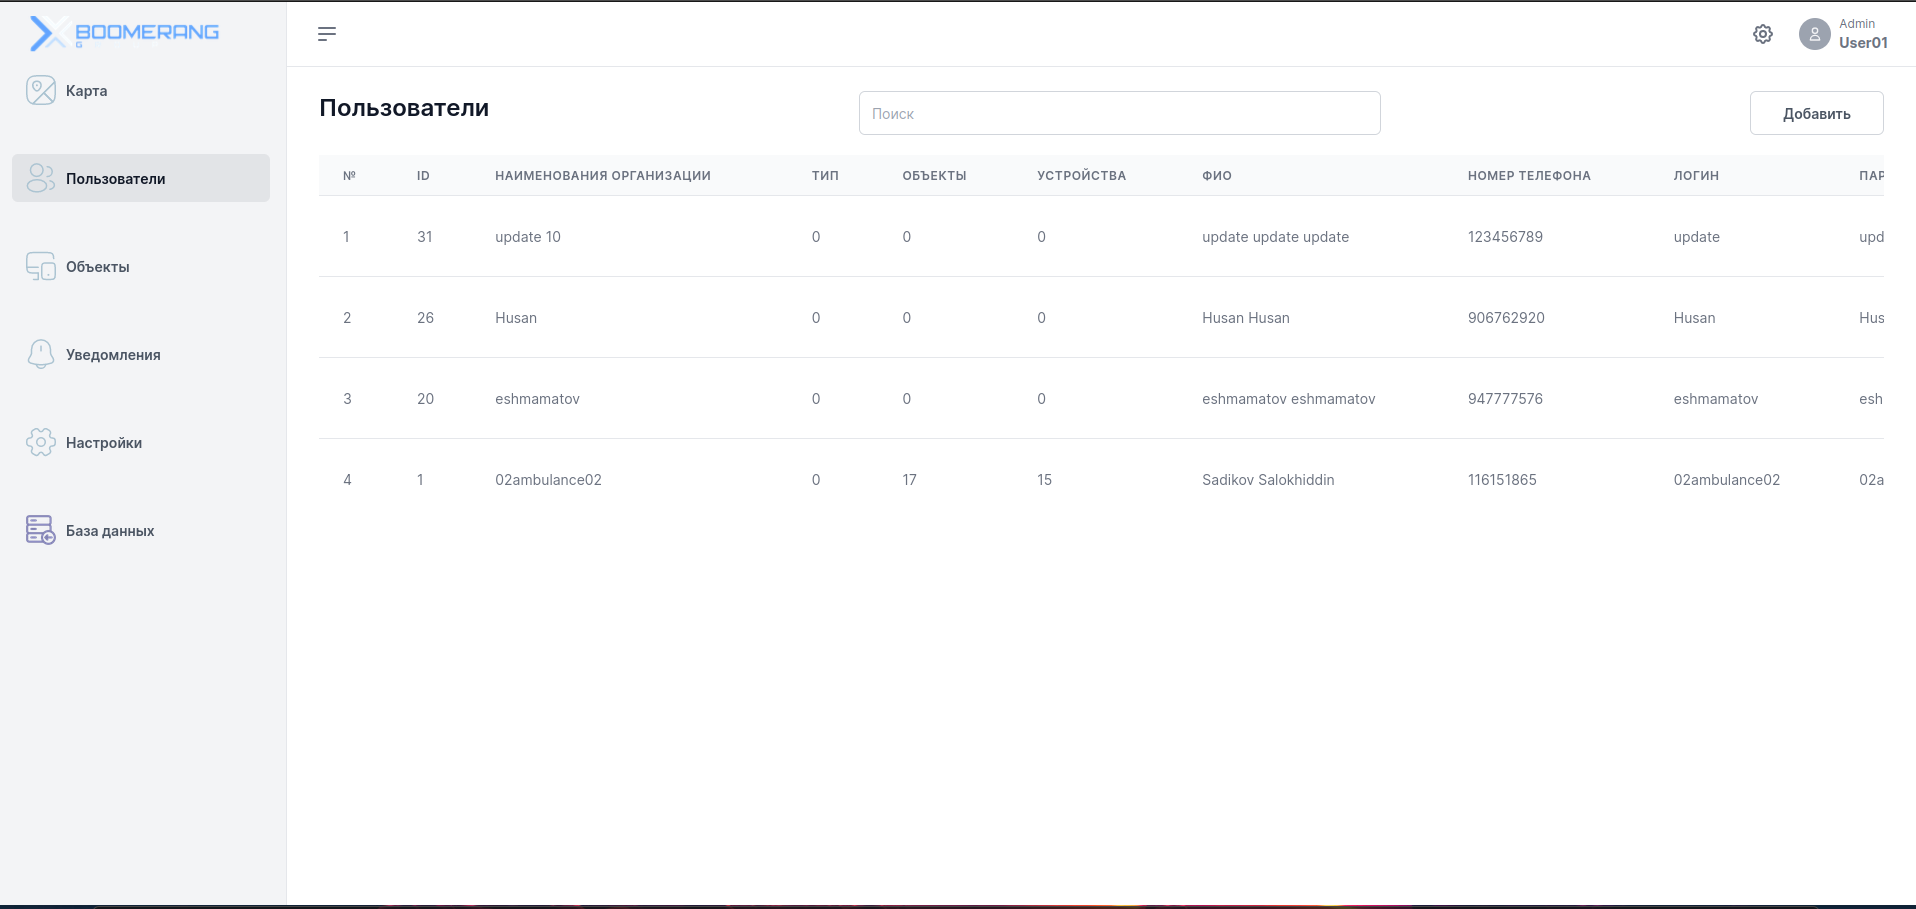 BOOMERANG
G
Admin
User01
Карта
Пользователи
Объекты
Уведомления
Настройки
База данных
Пользователи
Поиск
Добавить
№ ID НАИМЕНОВАНИЯ ОРГАНИЗАЦИИ ТИП ОБЪЕКТЫ УСТРОЙСТВА ФИО НОМЕР ТЕЛЕФОНА ЛОГИН ПАР
1 31 update 10 0 0 0 update update update 123456789 update upd
2 26 Husan 0 0 0 Husan Husan 906762920 Husan Hus
3 20 eshmamatov 0 0 0 eshmamatov eshmamatov 947777576 eshmamatov esh
4 1 02ambulance02 0 17 15 Sadikov Salokhiddin 116151865 02ambulance02 02a